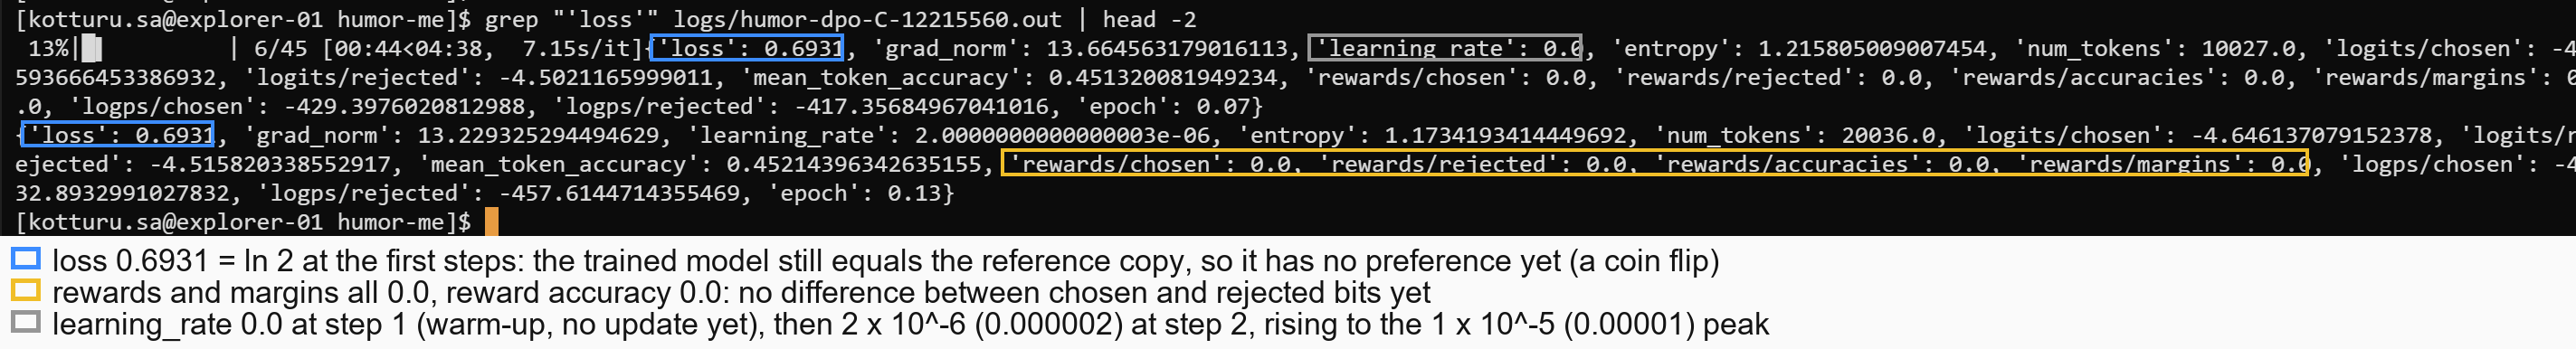 [kotturu.sa@explorer-01 humor-me]$ grep "'loss'" logs/humor-dpo-C-12215560.out | head -2
13%|█▌        | 6/45 [00:44<04:38,  7.15s/it]{'loss': 0.6931, 'grad_norm': 13.664563179016113, 'learning_rate': 0.0, 'entropy': 1.215805009007454, 'num_tokens': 10027.0, 'logits/chosen': -4
593666453386932, 'logits/rejected': -4.5021165999011, 'mean_token_accuracy': 0.451320081949234, 'rewards/chosen': 0.0, 'rewards/rejected': 0.0, 'rewards/accuracies': 0.0, 'rewards/margins': 0
.0, 'logps/chosen': -429.3976020812988, 'logps/rejected': -417.35684967041016, 'epoch': 0.07}
{'loss': 0.6931, 'grad_norm': 13.229325294494629, 'learning_rate': 2.0000000000000003e-06, 'entropy': 1.1734193414449692, 'num_tokens': 20036.0, 'logits/chosen': -4.646137079152378, 'logits/r
ejected': -4.515820338552917, 'mean_token_accuracy': 0.45214396342635155, 'rewards/chosen': 0.0, 'rewards/rejected': 0.0, 'rewards/accuracies': 0.0, 'rewards/margins': 0.0, 'logps/chosen': -4
32.8932991027832, 'logps/rejected': -457.6144714355469, 'epoch': 0.13}
[kotturu.sa@explorer-01 humor-me]$
loss 0.6931 = ln 2 at the first steps: the trained model still equals the reference copy, so it has no preference yet (a coin flip)
rewards and margins all 0.0, reward accuracy 0.0: no difference between chosen and rejected bits yet
learning_rate 0.0 at step 1 (warm-up, no update yet), then 2 x 10^-6 (0.000002) at step 2, rising to the 1 x 10^-5 (0.00001) peak